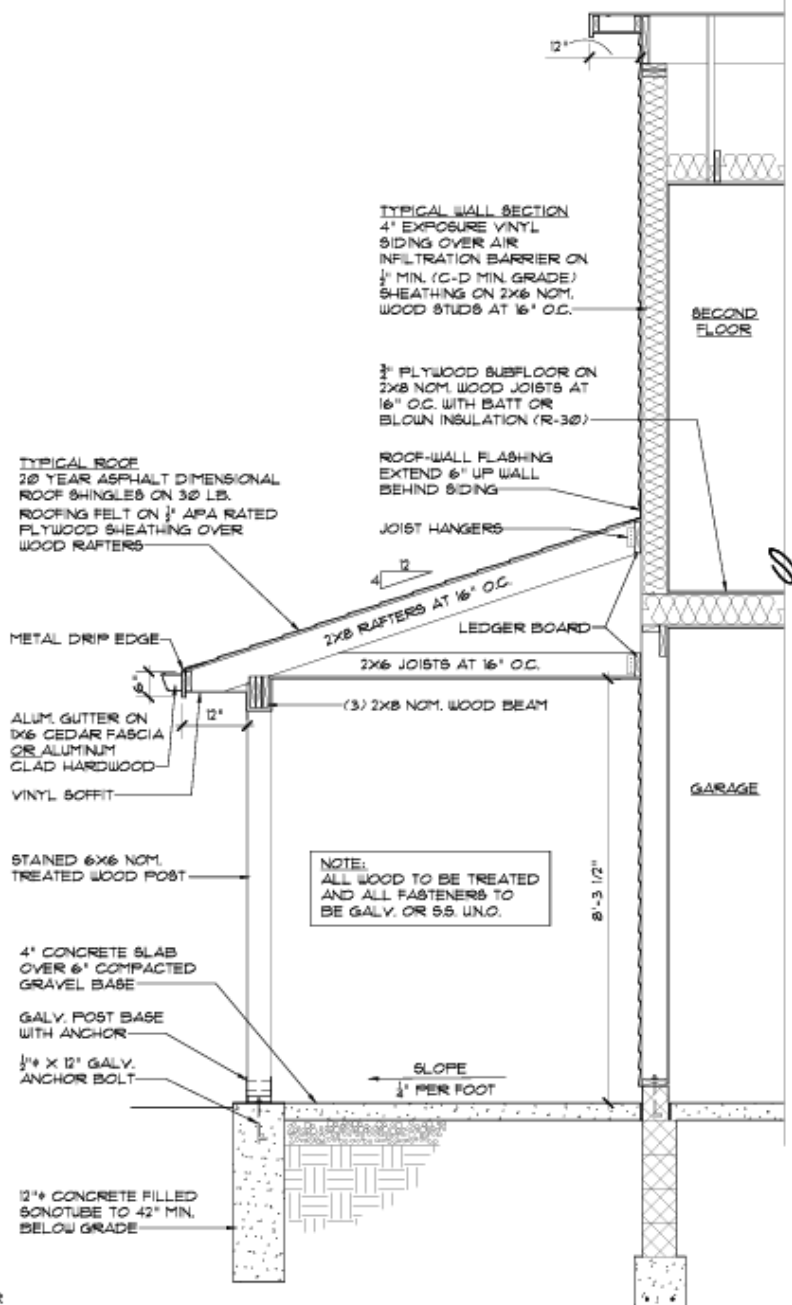 12"
TYPICAL WALL SECTION
4" EXPOSURE VINYL
SIDING OVER AIR
INFILTRATION BARRIER ON
½" MIN. (C-D MIN. GRADE)
SHEATHING ON 2X6 NOM.
WOOD STUDS AT 16" O.C.
SECOND
FLOOR
¾" PLYWOOD SUBFLOOR ON
2X8 NOM. WOOD JOISTS AT
16" O.C. WITH BATT OR
BLOWN INSULATION (R-30)
ROOF-WALL FLASHING
EXTEND 6" UP WALL
BEHIND SIDING
JOIST HANGERS
TYPICAL ROOF
20 YEAR ASPHALT DIMENSIONAL
ROOF SHINGLES ON 30 LB.
ROOFING FELT ON ½" APA RATED
PLYWOOD SHEATHING OVER
WOOD RAFTERS
12
4
2X8 RAFTERS AT 16" O.C.
LEDGER BOARD
METAL DRIP EDGE
2X6 JOISTS AT 16" O.C.
6"
12"
(3) 2X8 NOM. WOOD BEAM
ALUM. GUTTER ON
1X6 CEDAR FASCIA
OR ALUMINUM
CLAD HARDWOOD
VINYL SOFFIT
GARAGE
STAINED 6X6 NOM.
TREATED WOOD POST
NOTE:
ALL WOOD TO BE TREATED
AND ALL FASTENERS TO
BE GALV. OR S.S. U.N.O.
8'-3 1/2"
4" CONCRETE SLAB
OVER 6" COMPACTED
GRAVEL BASE
GALV. POST BASE
WITH ANCHOR
½"ϕ X 12" GALV.
ANCHOR BOLT
SLOPE
¼" PER FOOT
12"ϕ CONCRETE FILLED
SONOTUBE TO 42" MIN.
BELOW GRADE